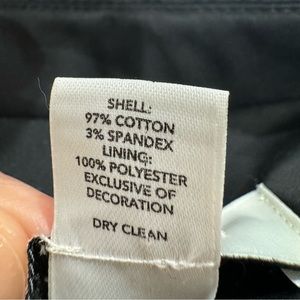 SHELL:
97% COTTON
3% SPANDEX
LINING:
100% POLYESTER
EXCLUSIVE OF
DECORATION
DRY CLEAN